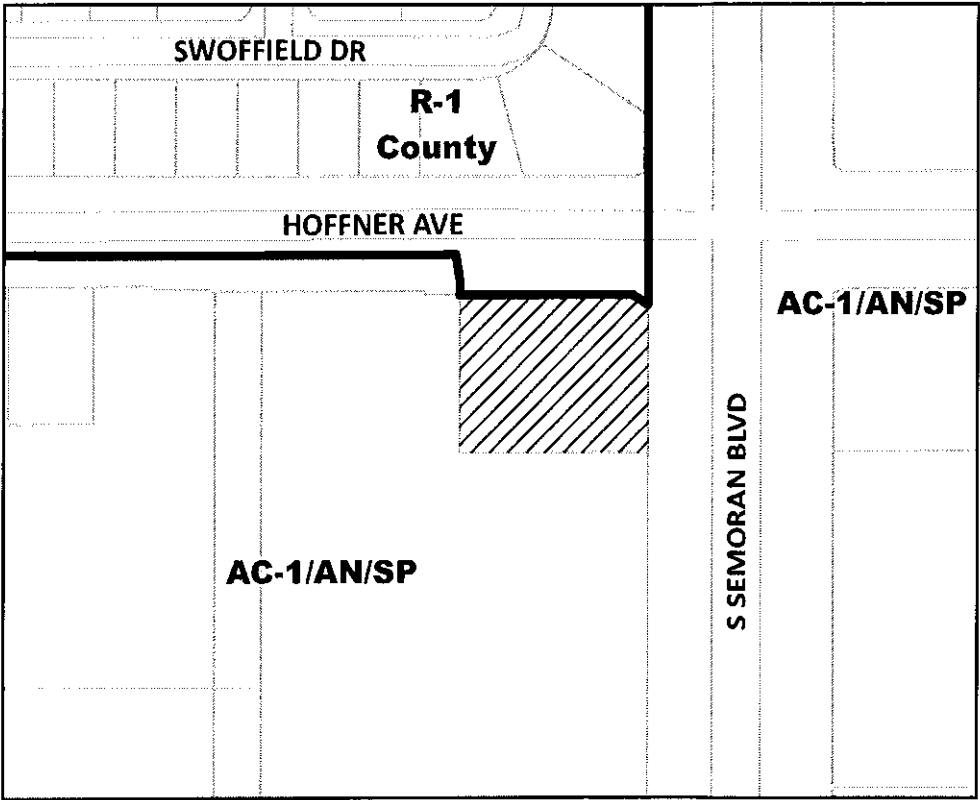 SWOFFIELD DR
R-1
County
HOFFNER AVE
AC-1/AN/SP
S SEMORAN BLVD
AC-1/AN/SP